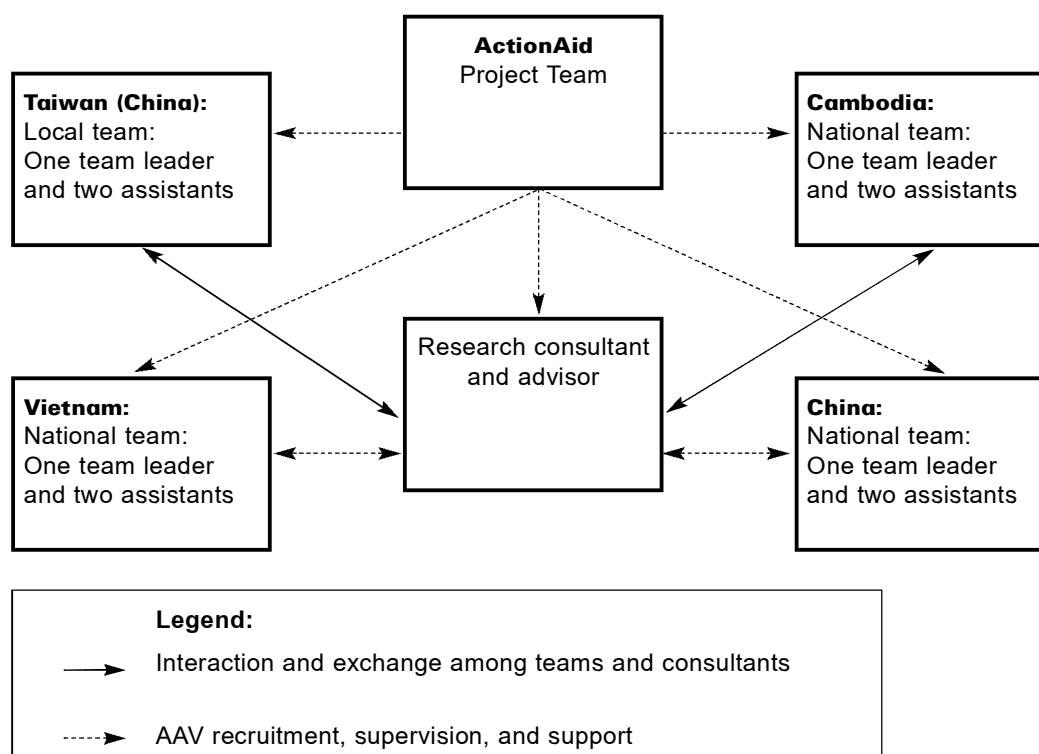 ActionAid
Project Team
Taiwan (China):
Local team:
One team leader
and two assistants
Cambodia:
National team:
One team leader
and two assistants
Research consultant
and advisor
Vietnam:
National team:
One team leader
and two assistants
China:
National team:
One team leader
and two assistants
Legend:
Interaction and exchange among teams and consultants
AAV recruitment, supervision, and support